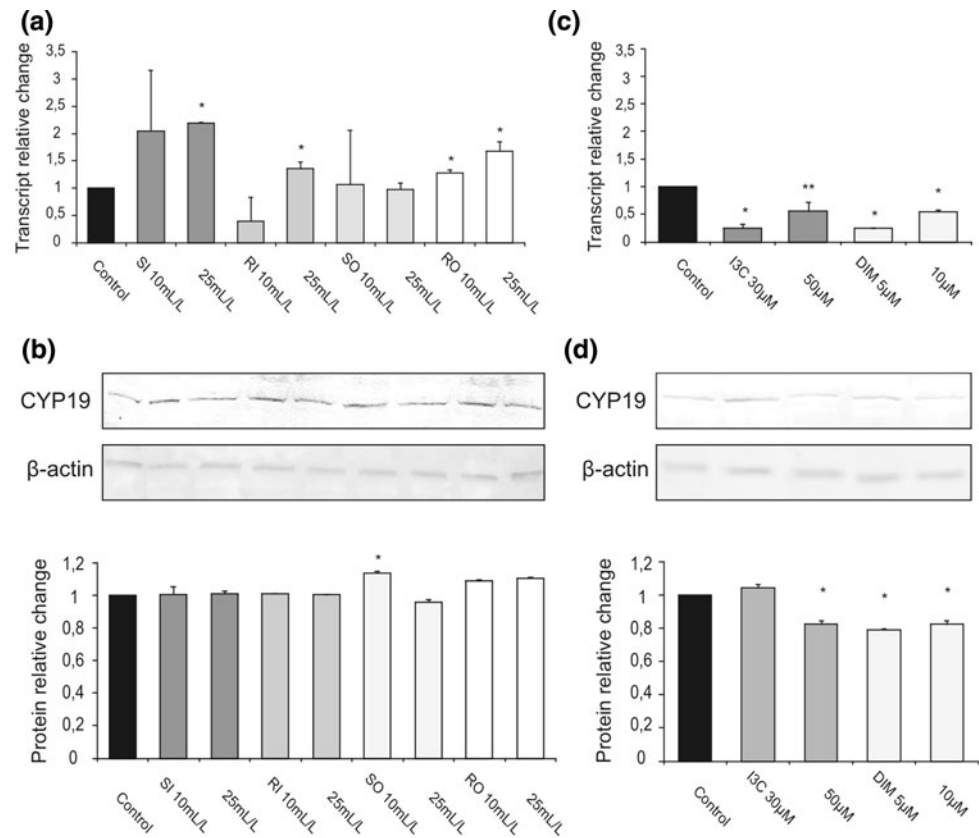 (a)
Transcript relative change
3,5
3
2,5
2
1,5
1
0,5
0
* * * *
Control SI 10mL/L 25mL/L RI 10mL/L 25mL/L SO 10mL/L 25mL/L RO 10mL/L 25mL/L
(c)
Transcript relative change
3,5
3
2,5
2
1,5
1
0,5
0
* ** * *
Control I3C 30µM 50µM DIM 5µM 10µM
(b)
CYP19
β-actin
Protein relative change
1,2
1
0,8
0,6
0,4
0,2
0
*
Control SI 10mL/L 25mL/L RI 10mL/L 25mL/L SO 10mL/L 25mL/L RO 10mL/L 25mL/L
(d)
CYP19
β-actin
Protein relative change
1,2
1
0,8
0,6
0,4
0,2
0
* * *
Control I3C 30µM 50µM DIM 5µM 10µM